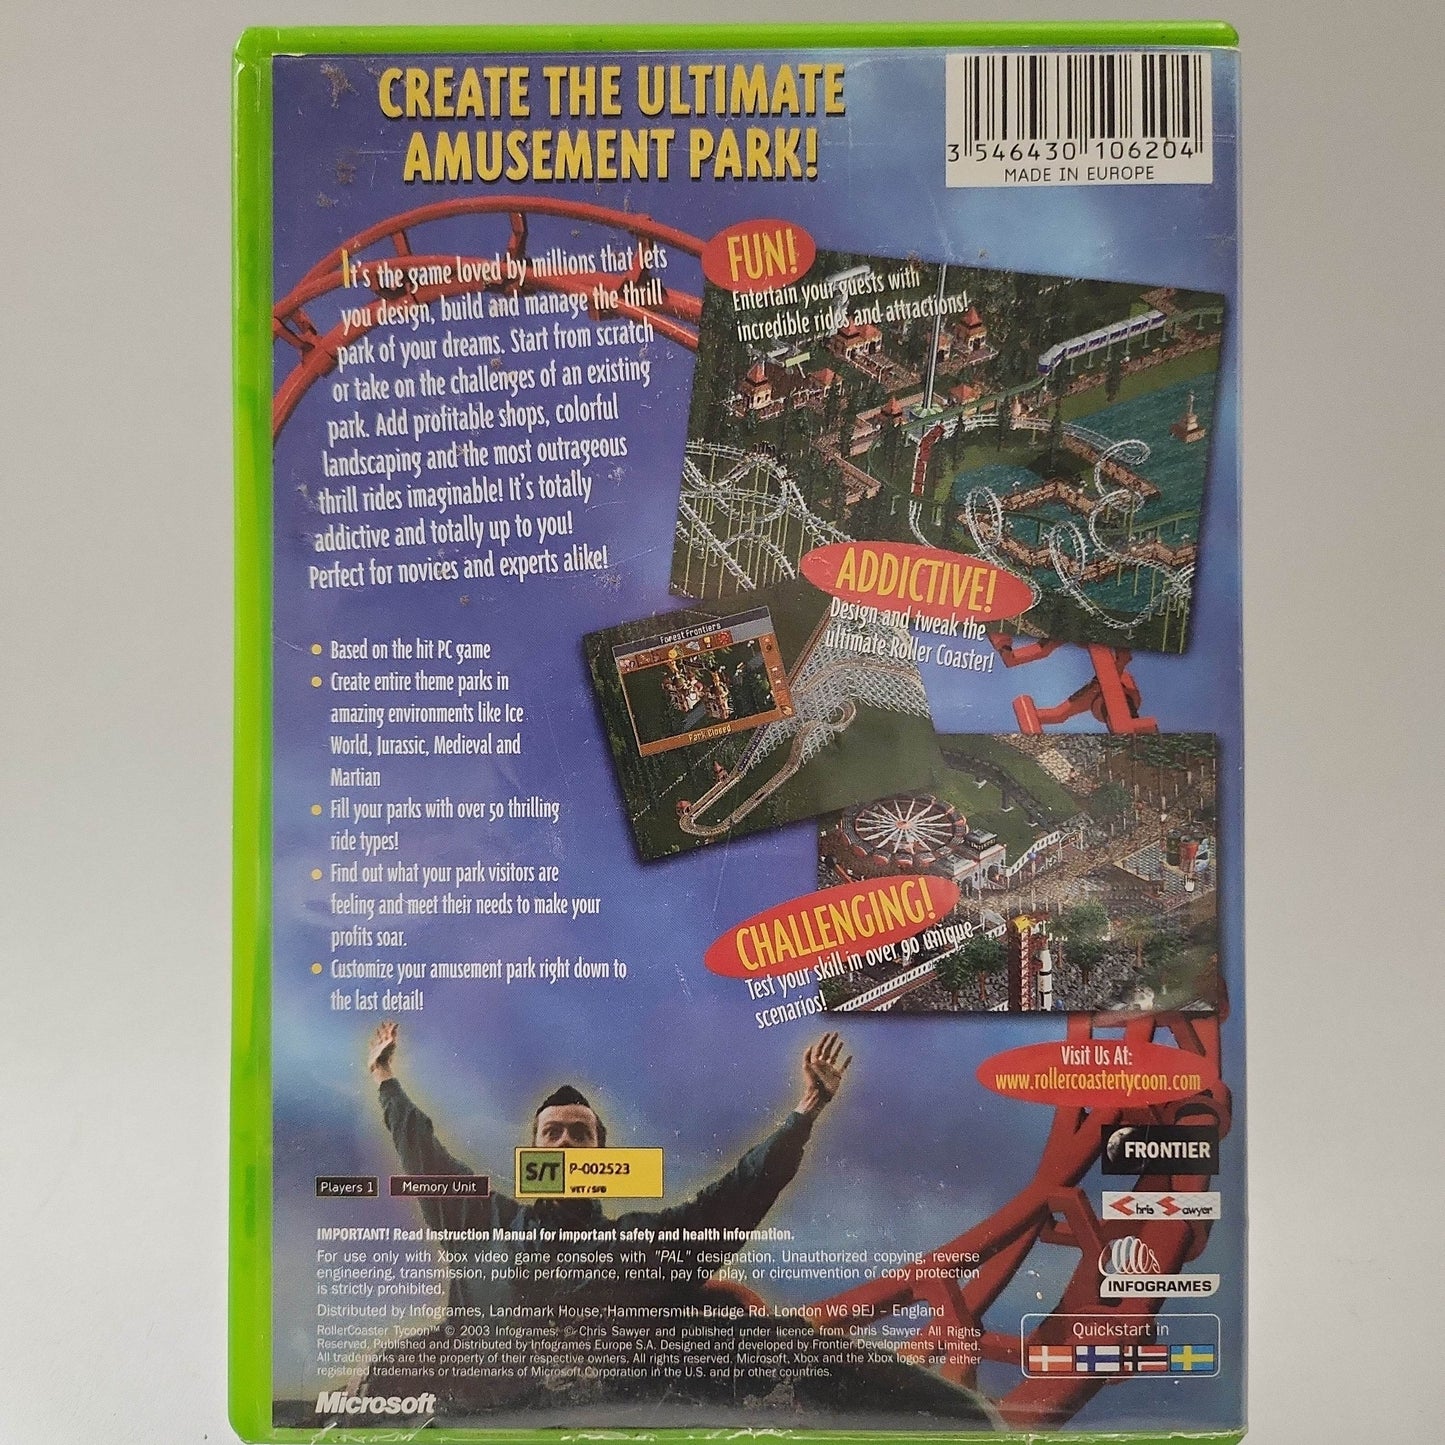 CREATE THE ULTIMATE
AMUSEMENT PARK!
3 546430 106204
MADE IN EUROPE
It's the game loved by millions that lets
you design, build and manage the thrill
park of your dreams. Start from scratch
or take on the challenges of an existing
park. Add profitable shops, colorful
landscaping and the most outrageous
thrill rides imaginable! It's totally
addictive and totally up to you!
Perfect for novices and experts alike!
FUN!
Entertain your guests with
incredible rides and attractions!
ADDICTIVE!
Design and tweak the
ultimate Roller Coaster!
Forest Frontiers
Park Closed
• Based on the hit PC game
• Create entire theme parks in
amazing environments like Ice
World, Jurassic, Medieval and
Martian
• Fill your parks with over 50 thrilling
ride types!
• Find out what your park visitors are
feeling and meet their needs to make your
profits soar.
• Customize your amusement park right down to
the last detail!
CHALLENGING!
Test your skill in over 90 unique
scenarios!
Visit Us At:
www.rollercoastertycoon.com
FRONTIER
Chris Sawyer
INFOGRAMES
Quickstart in
Players 1
Memory Unit
S/T P-002523
VET / SFB
IMPORTANT! Read Instruction Manual for important safety and health information.
For use only with Xbox video game consoles with "PAL" designation. Unauthorized copying, reverse
engineering, transmission, public performance, rental, pay for play, or circumvention of copy protection
is strictly prohibited.
Distributed by Infogrames, Landmark House, Hammersmith Bridge Rd. London W6 9EJ – England
RollerCoaster Tycoon™ © 2003 Infogrames. © Chris Sawyer and published under licence from Chris Sawyer. All Rights
Reserved, Published and Distributed by Infogrames Europe S.A. Designed and developed by Frontier Developments Limited.
All trademarks are the property of their respective owners. All rights reserved. Microsoft, Xbox and the Xbox logos are either
registered trademarks or trademarks of Microsoft Corporation in the U.S. and or other countries.
Microsoft